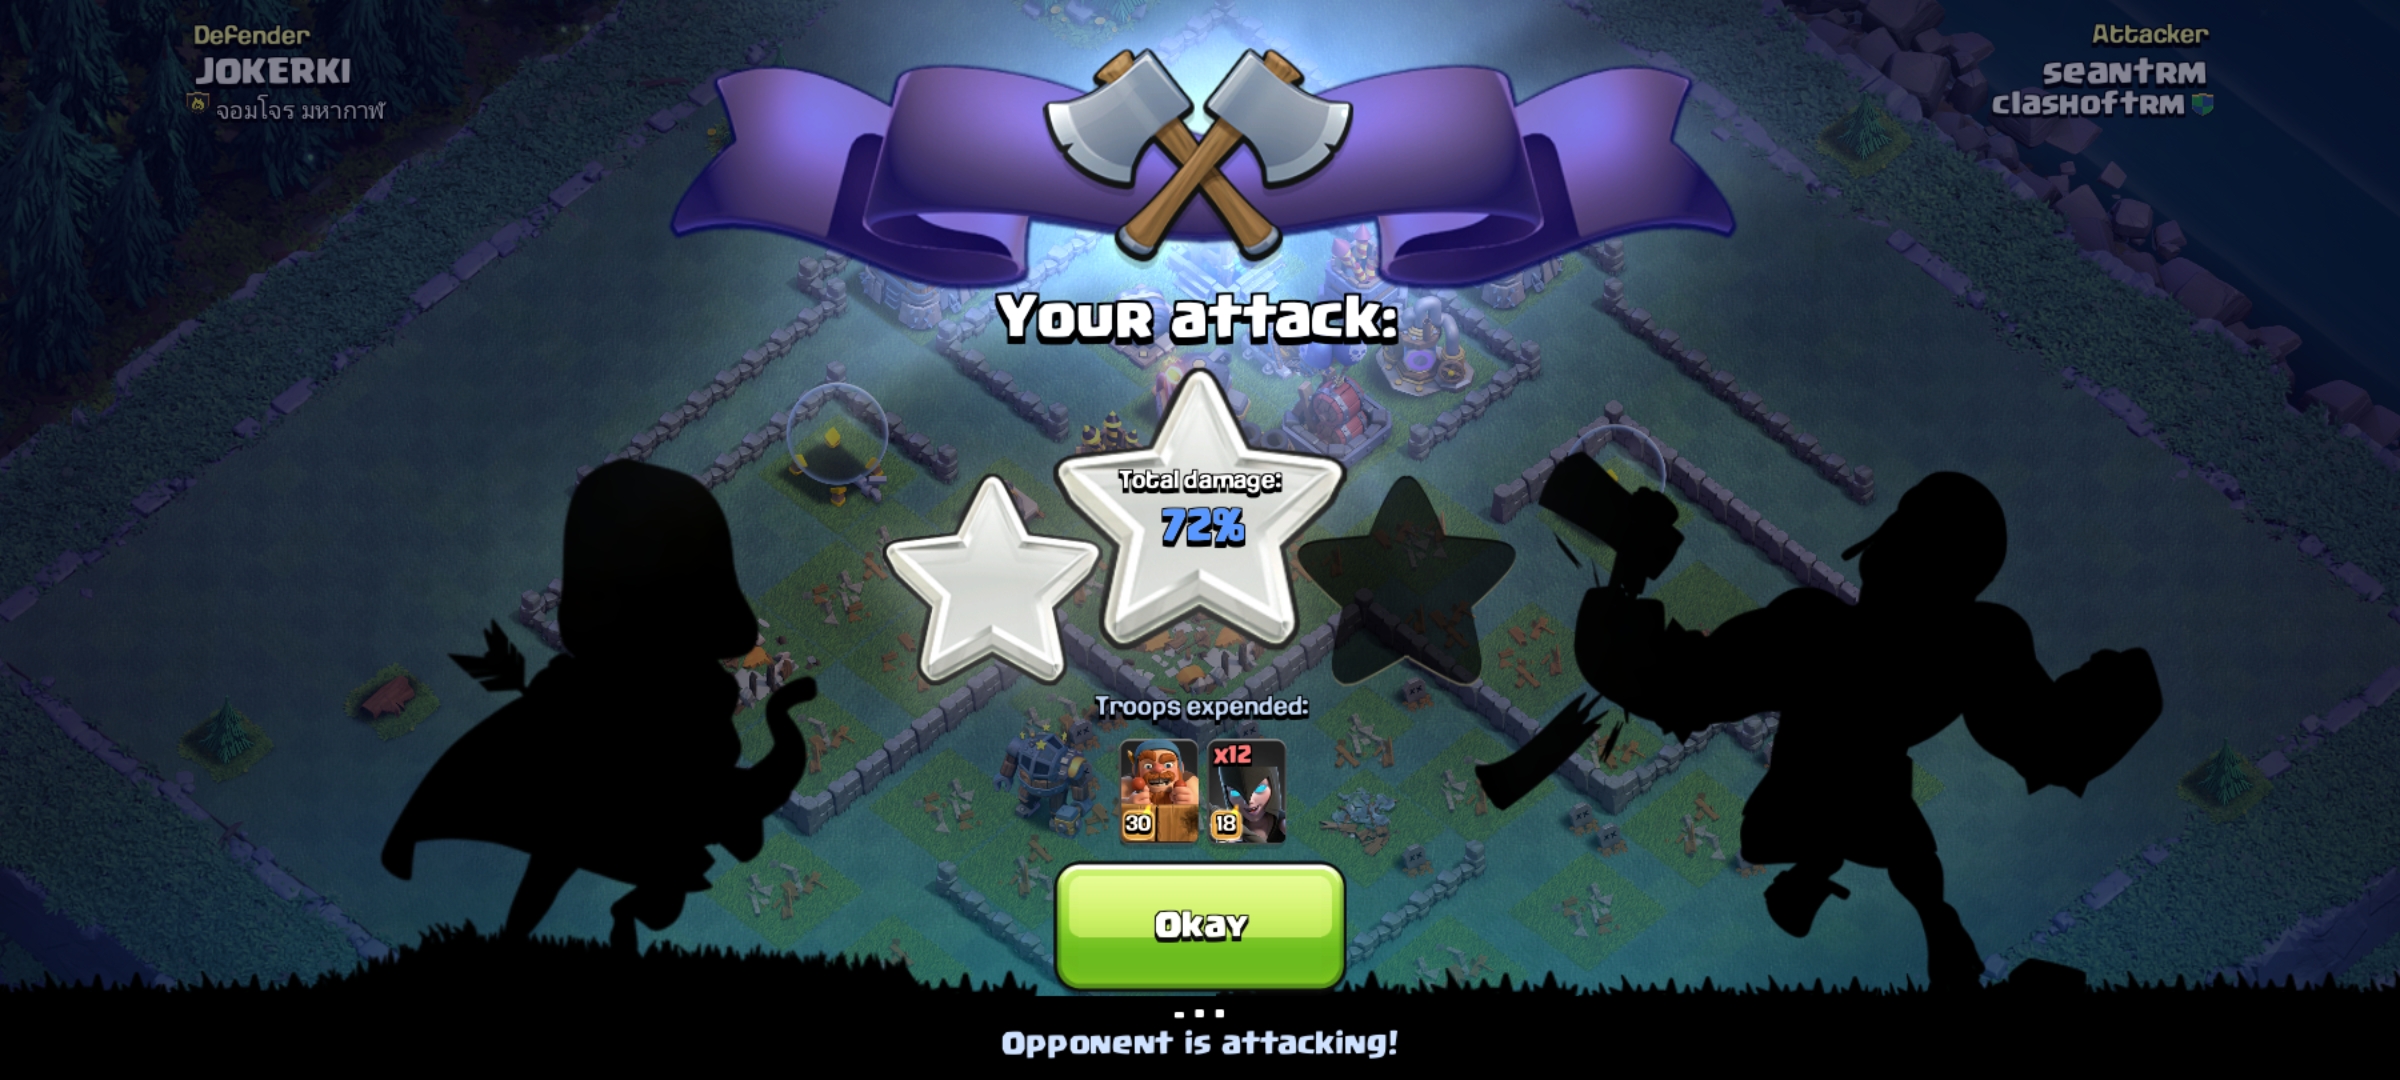 Defender
JOKERKI
จอมโจร มหากาฬ
Attacker
seantrm
clashoftrm
Your attack:
Total damage:
72%
Troops expended:
30
x12
18
Okay
Opponent is attacking!